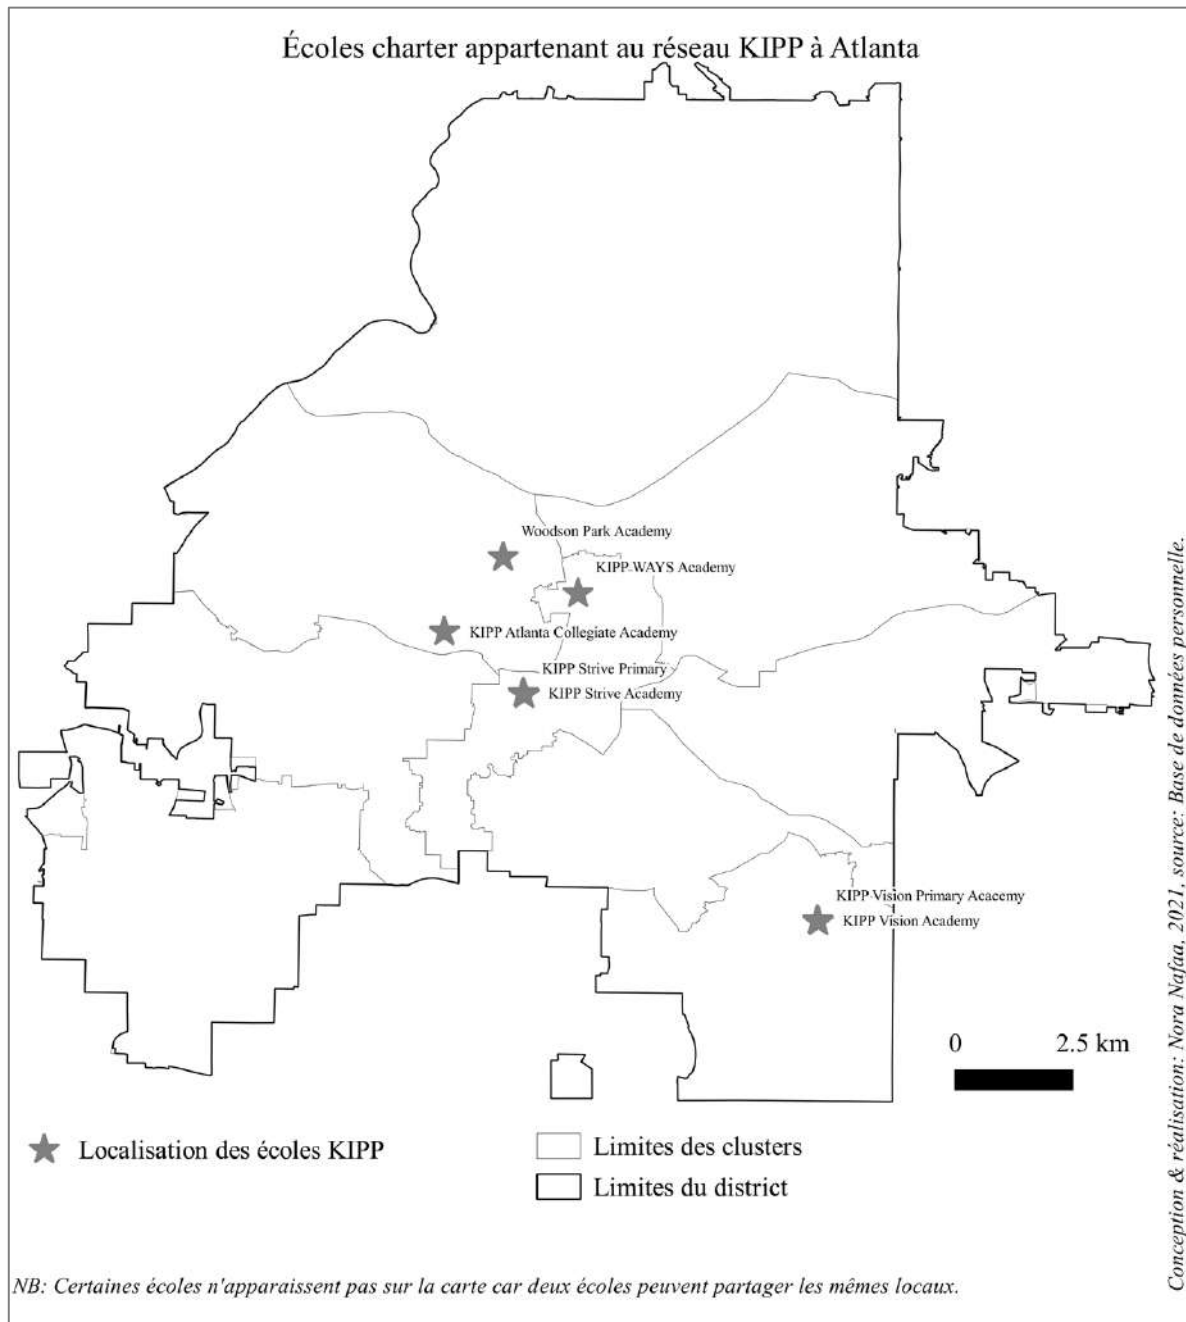 Écoles charter appartenant au réseau KIPP à Atlanta
Woodson Park Academy
KIPP WAYS Academy
KIPP Atlanta Collegiate Academy
KIPP Strive Primary
KIPP Strive Academy
KIPP Vision Primary Acacemy
KIPP Vision Academy
0 2.5 km
Localisation des écoles KIPP
Limites des clusters
Limites du district
NB: Certaines écoles n'apparaissent pas sur la carte car deux écoles peuvent partager les mêmes locaux.
Conception & réalisation: Nora Nafaa, 2021, source: Base de données personnelle.